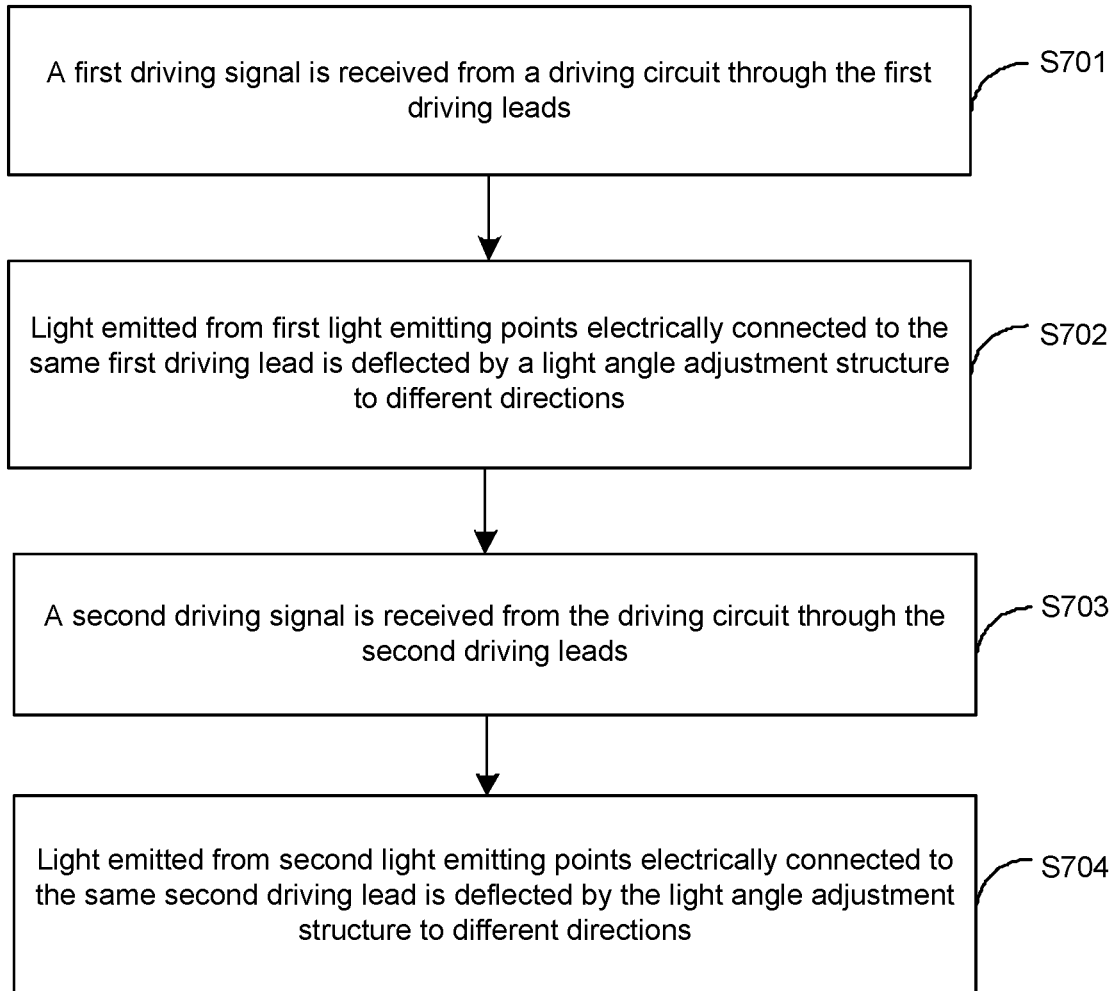 A first driving signal is received from a driving circuit through the first
driving leads
S701
Light emitted from first light emitting points electrically connected to the
same first driving lead is deflected by a light angle adjustment structure
to different directions
S702
A second driving signal is received from the driving circuit through the
second driving leads
S703
Light emitted from second light emitting points electrically connected to
the same second driving lead is deflected by the light angle adjustment
structure to different directions
S704